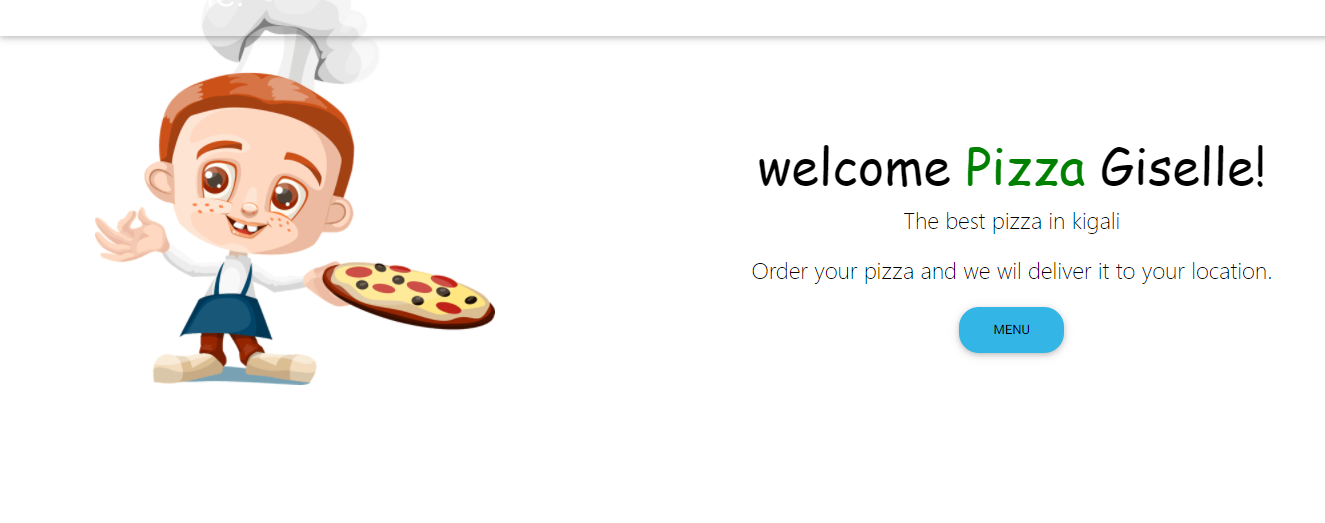 welcome Pizza Giselle!
The best pizza in kigali
Order your pizza and we wil deliver it to your location.
MENU